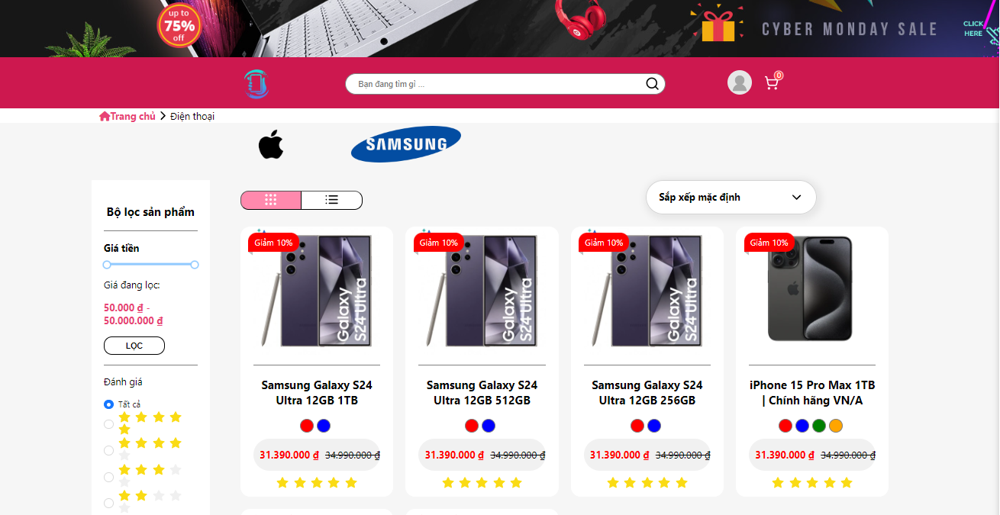 up to
75%
off
CYBER MONDAY SALE
CLICK
HERE
Bạn đang tìm gì ...
0
Trang chủ
Điện thoại
SAMSUNG
Bộ lọc sản phẩm
Sắp xếp mặc định
Giá tiền
Giá đang lọc:
50.000 ₫ -
50.000.000 ₫
LỌC
Đánh giá
Tất cả
Giảm 10%
Galaxy
S24 Ultra
Samsung Galaxy S24
Ultra 12GB 1TB
31.390.000 ₫ 34.990.000 ₫
Giảm 10%
Galaxy
S24 Ultra
Samsung Galaxy S24
Ultra 12GB 512GB
31.390.000 ₫ 34.990.000 ₫
Giảm 10%
Galaxy
S24 Ultra
Samsung Galaxy S24
Ultra 12GB 256GB
31.390.000 ₫ 34.990.000 ₫
Giảm 10%
iPhone 15 Pro Max 1TB
| Chính hãng VN/A
31.390.000 ₫ 34.990.000 ₫